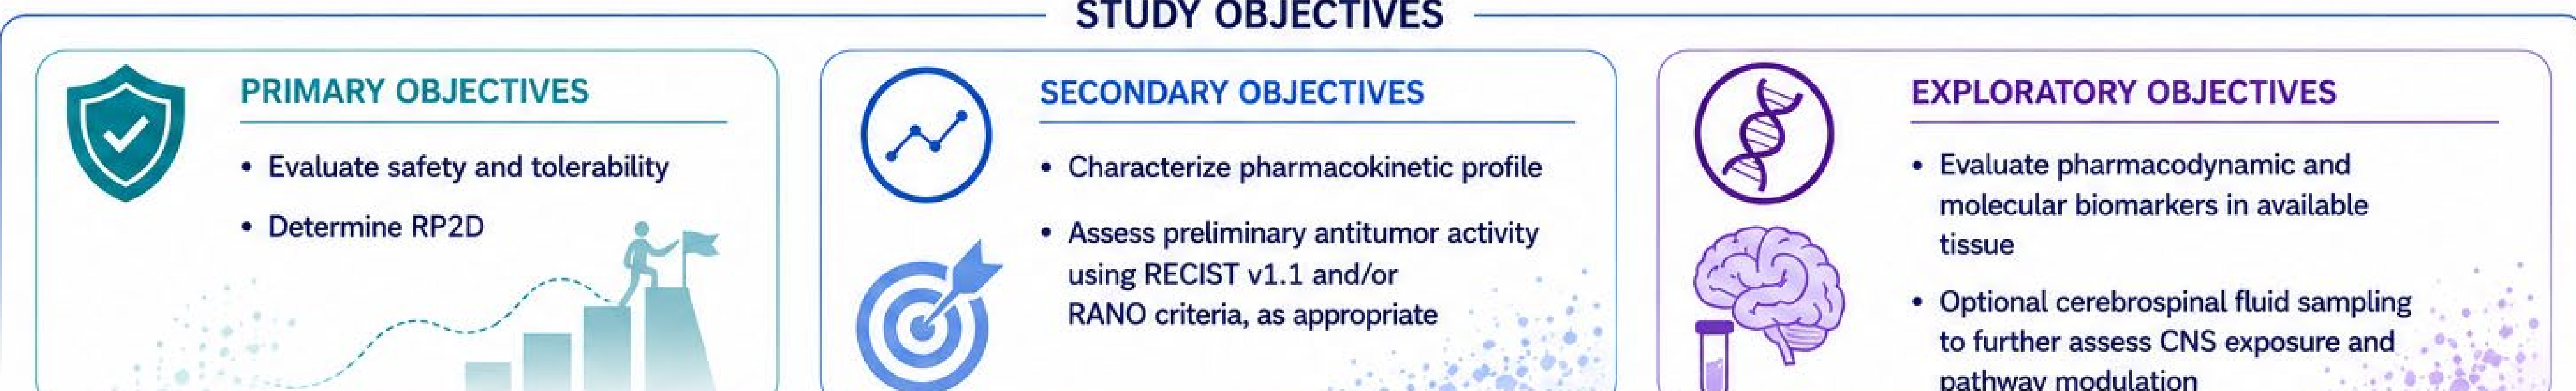 STUDY OBJECTIVES
PRIMARY OBJECTIVES
• Evaluate safety and tolerability
• Determine RP2D
SECONDARY OBJECTIVES
• Characterize pharmacokinetic profile
• Assess preliminary antitumor activity
using RECIST v1.1 and/or
RANO criteria, as appropriate
EXPLORATORY OBJECTIVES
• Evaluate pharmacodynamic and
molecular biomarkers in available
tissue
• Optional cerebrospinal fluid sampling
to further assess CNS exposure and
pathway modulation